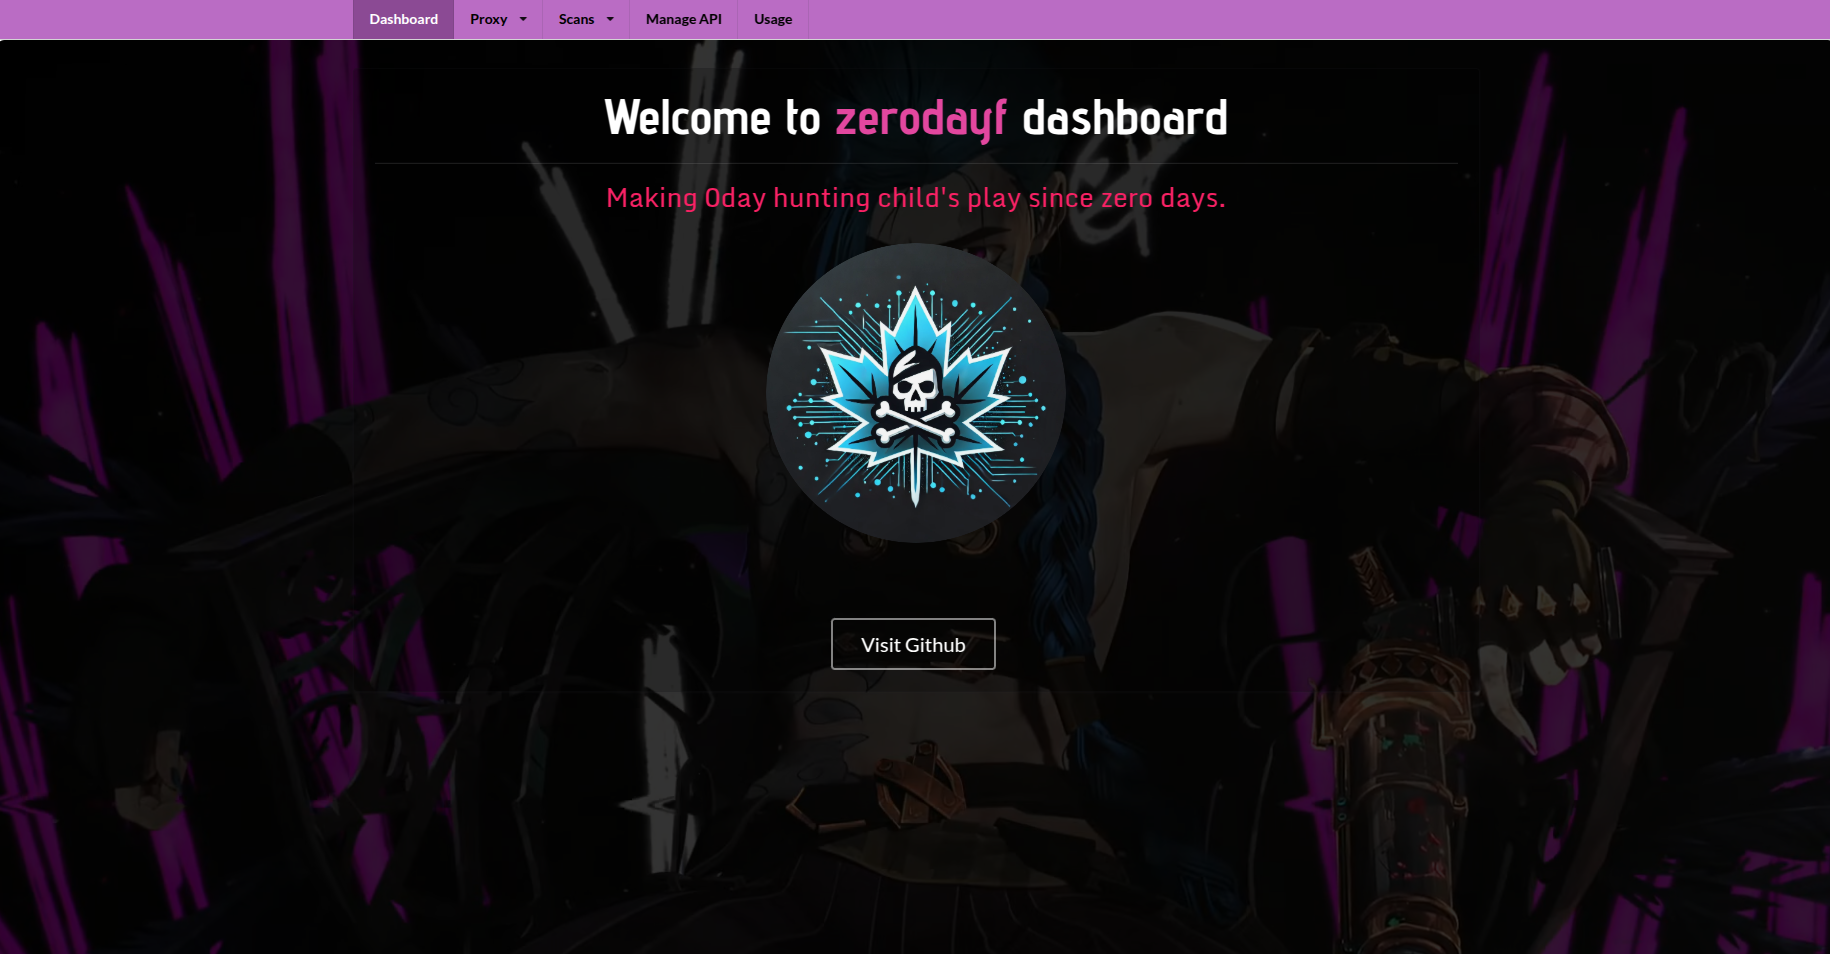 Dashboard Proxy Scans Manage API Usage
Welcome to zerodayf dashboard
Making 0day hunting child's play since zero days.
Visit Github